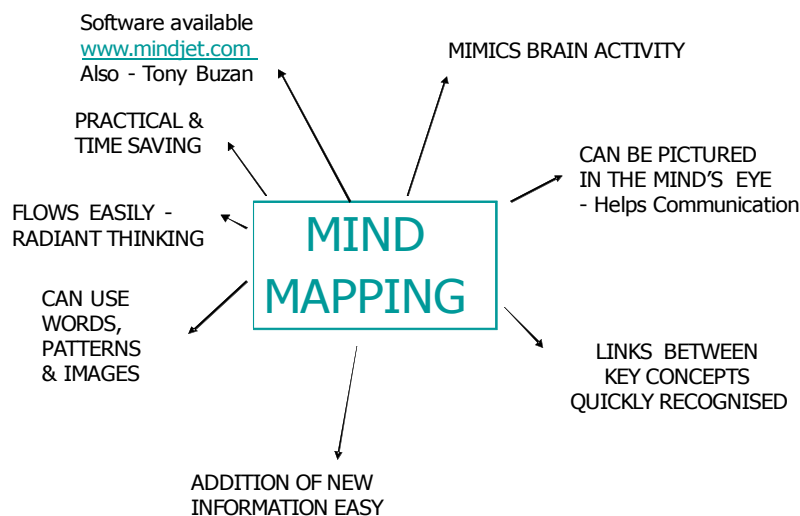 Software available
www.mindjet.com
Also - Tony Buzan
MIMICS BRAIN ACTIVITY
PRACTICAL &
TIME SAVING
CAN BE PICTURED
IN THE MIND'S EYE
- Helps Communication
FLOWS EASILY -
RADIANT THINKING
MIND
MAPPING
CAN USE
WORDS,
PATTERNS
& IMAGES
LINKS BETWEEN
KEY CONCEPTS
QUICKLY RECOGNISED
ADDITION OF NEW
INFORMATION EASY